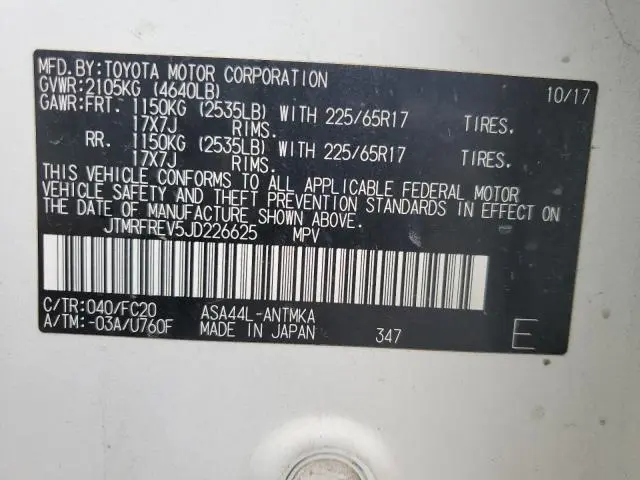 MFD.BY:TOYOTA MOTOR CORPORATION 10/17
GVWR:2105KG (4640LB)
GAWR:FRT. 1150KG (2535LB) WITH 225/65R17 TIRES.
17X7J RIMS.
RR. 1150KG (2535LB) WITH 225/65R17 TIRES.
17X7J RIMS.
THIS VEHICLE CONFORMS TO ALL APPLICABLE FEDERAL MOTOR
VEHICLE SAFETY AND THEFT PREVENTION STANDARDS IN EFFECT ON
THE DATE OF MANUFACTURE SHOWN ABOVE.
JTMRFREV5JD226625 MPV
C/TR:040/FC20 ASA44L-ANTMKA
A/TM:-03A/U760F MADE IN JAPAN 347 E